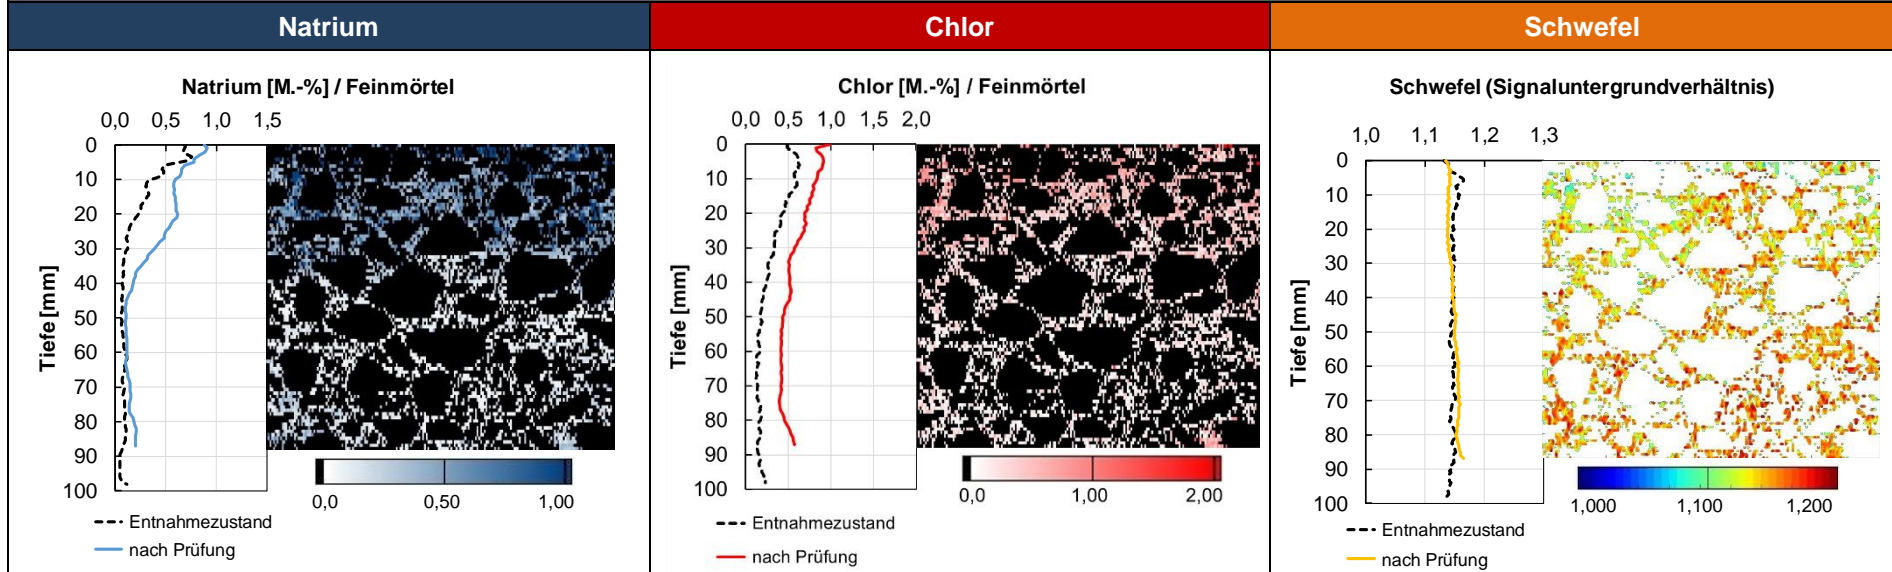 Natrium
Natrium [M.-%] / Feinmörtel
0,0 0,5 1,0 1,5
0
10
20
30
40
50
60
70
80
90
100
Tiefe [mm]
0,0 0,50 1,00
Entnahmezustand
nach Prüfung
Chlor
Chlor [M.-%] / Feinmörtel
0,0 0,5 1,0 1,5 2,0
0
10
20
30
40
50
60
70
80
90
100
Tiefe [mm]
0,0 1,00 2,00
Entnahmezustand
nach Prüfung
Schwefel
Schwefel (Signaluntergrundverhältnis)
1,0 1,1 1,2 1,3
0
10
20
30
40
50
60
70
80
90
100
Tiefe [mm]
1,000 1,100 1,200
Entnahmezustand
nach Prüfung